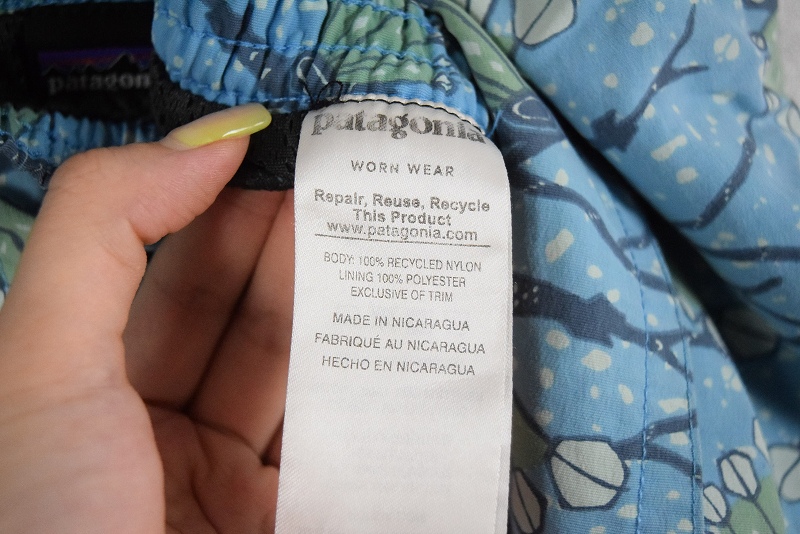 patagonia
patagonia
WORN WEAR
Repair, Reuse, Recycle
This Product
www.patagonia.com
BODY: 100% RECYCLED NYLON
LINING 100% POLYESTER
EXCLUSIVE OF TRIM
MADE IN NICARAGUA
FABRIQUÉ AU NICARAGUA
HECHO EN NICARAGUA